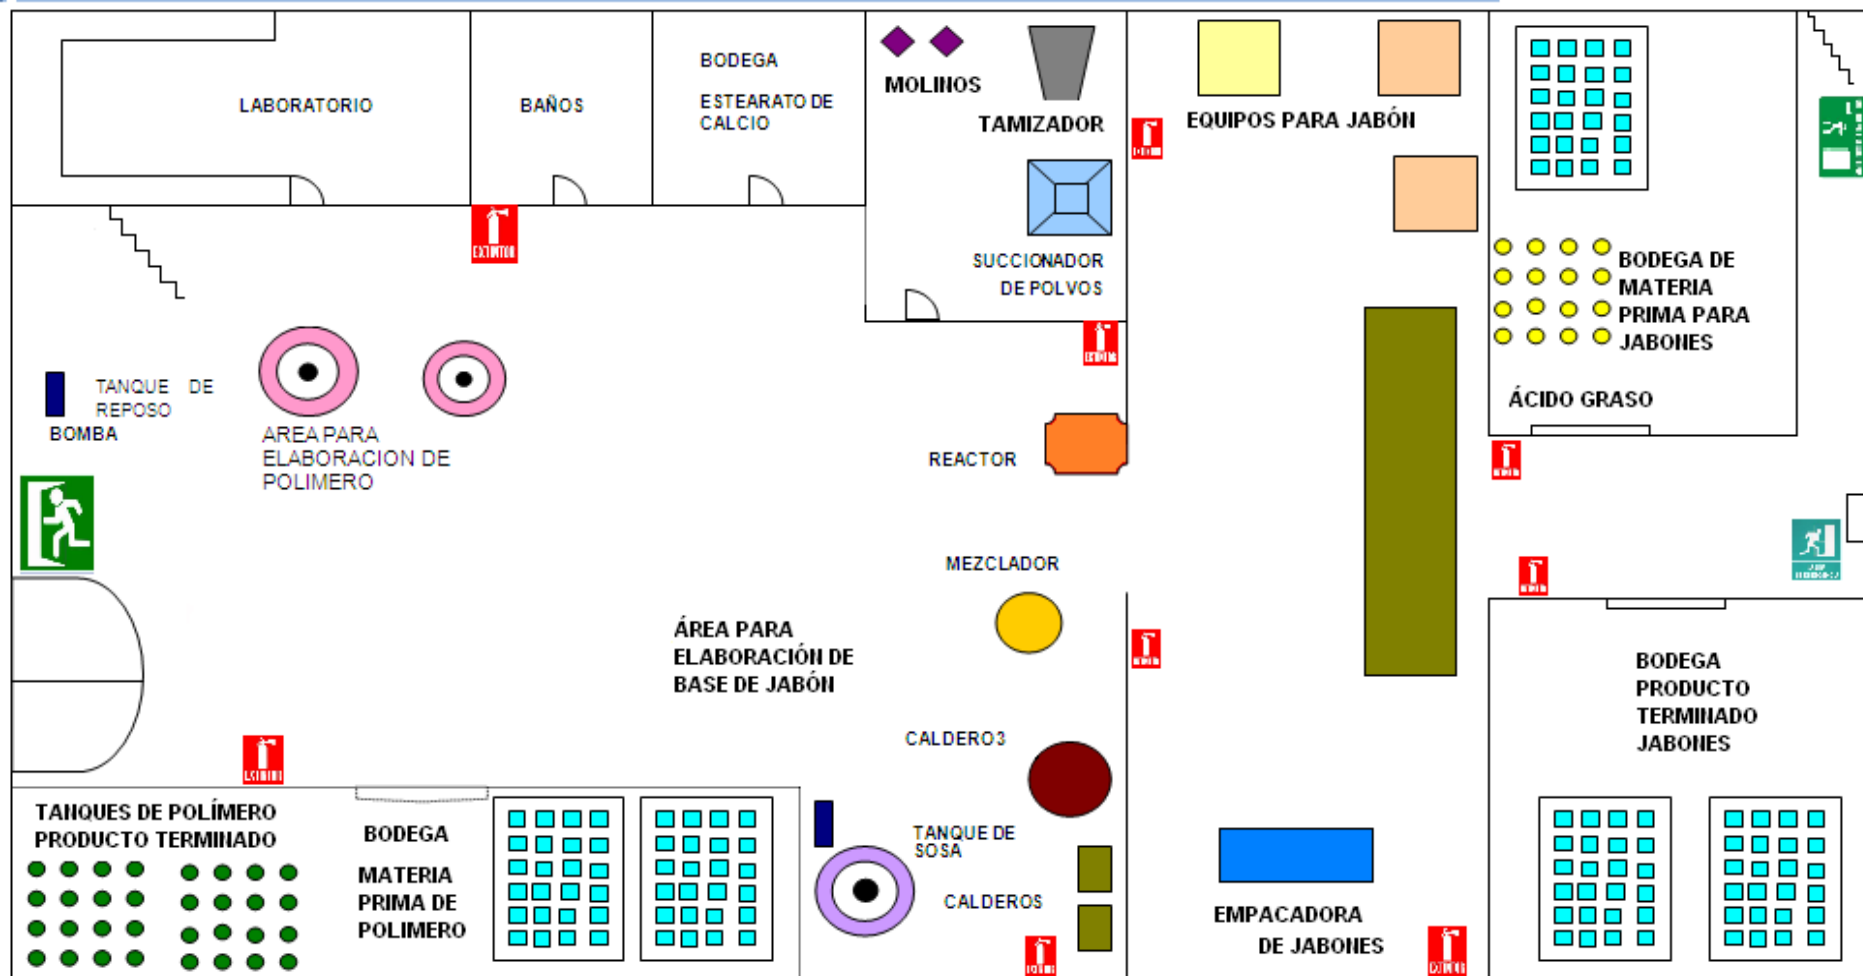 LABORATORIO
BAÑOS
BODEGA
ESTEARATO DE
CALCIO
MOLINOS
TAMIZADOR
SUCCIONADOR
DE POLVOS
EQUIPOS PARA JABÓN
BODEGA DE
MATERIA
PRIMA PARA
JABONES
ÁCIDO GRASO
EXTINTOR
TANQUE DE
REPOSO
BOMBA
AREA PARA
ELABORACION DE
POLIMERO
REACTOR
MEZCLADOR
ÁREA PARA
ELABORACIÓN DE
BASE DE JABÓN
CALDERO3
BODEGA
PRODUCTO
TERMINADO
JABONES
TANQUES DE POLÍMERO
PRODUCTO TERMINADO
BODEGA
MATERIA
PRIMA DE
POLIMERO
TANQUE DE
SOSA
CALDEROS
EMPACADORA
DE JABONES